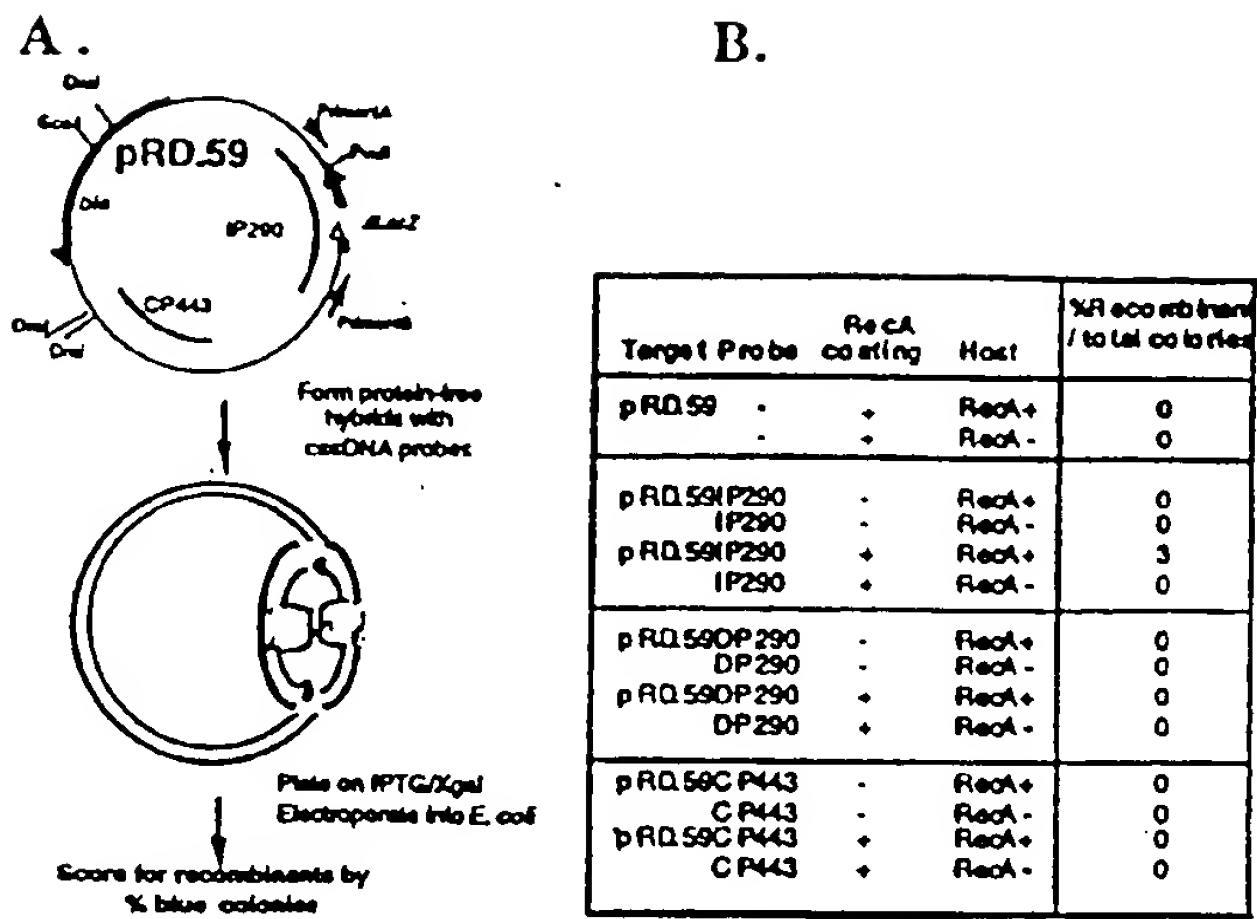 A.
B.
DraI
pRD.59
IP290
CP443
Form protein-free
hybrids with
cssDNA probes
Plate on IPTG/Xgal
Electroporate into E. coli
Score for recombinants by
% blue colonies
%Recombinant
/total colonies
Target Probe RecA coating Host
pRD.59 - + RecA+ 0
- + RecA- 0
pRD.59IP290 - RecA+ 0
IP290 - RecA- 0
pRD.59IP290 + RecA+ 3
IP290 + RecA- 0
pRD.59DP290 - RecA+ 0
DP290 - RecA- 0
pRD.59DP290 + RecA+ 0
DP290 + RecA- 0
pRD.59CP443 - RecA+ 0
CP443 - RecA- 0
pRD.59CP443 + RecA+ 0
CP443 + RecA- 0